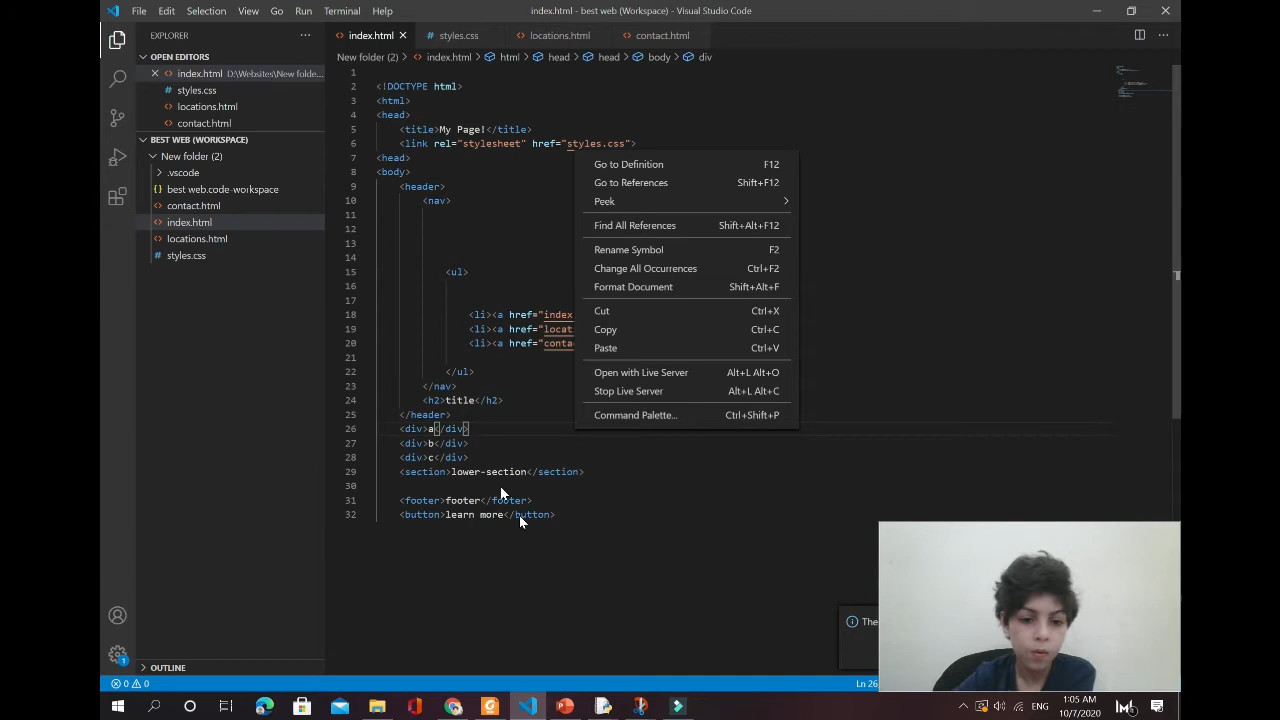 File Edit Selection View Go Run Terminal Help
index.html - best web (Workspace) - Visual Studio Code
EXPLORER
OPEN EDITORS
index.html D:\Websites\New folde...
styles.css
locations.html
contact.html
BEST WEB (WORKSPACE)
New folder (2)
.vscode
best web.code-workspace
contact.html
index.html
locations.html
styles.css
OUTLINE
index.html styles.css locations.html contact.html
New folder (2) > index.html > html > head > head > body > div
1
2 <!DOCTYPE html>
3 <html>
4 <head>
5 <title>My Page!</title>
6 <link rel="stylesheet" href="styles.css">
7 <head>
8 <body>
9 <header>
10 <nav>
11
12
13
14
15 <ul>
16
17
18 <li><a href="index
19 <li><a href="locat
20 <li><a href="conta
21
22 </ul>
23 </nav>
24 <h2>title</h2>
25 </header>
26 <div>a</div>
27 <div>b</div>
28 <div>c</div>
29 <section>lower-section</section>
30
31 <footer>footer</footer>
32 <button>learn more</button>
Go to Definition F12
Go to References Shift+F12
Peek
Find All References Shift+Alt+F12
Rename Symbol F2
Change All Occurrences Ctrl+F2
Format Document Shift+Alt+F
Cut Ctrl+X
Copy Ctrl+C
Paste Ctrl+V
Open with Live Server Alt+L Alt+O
Stop Live Server Alt+L Alt+C
Command Palette... Ctrl+Shift+P
The
1
0 0
Ln 26,
ENG
1:05 AM
10/7/2020